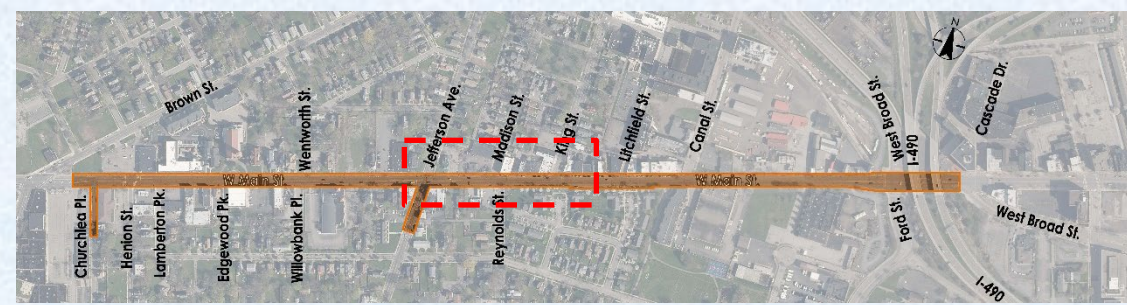 N
Brown St.
Wentworth St.
Jefferson Ave.
Madison St.
King St.
Litchfield St.
Canal St.
West Broad St.
I-490
Cascade Dr.
W Main St.
W Main St.
Churchlea Pl.
Henion St.
Lamberton Pk.
Edgewood Pk.
Willowbank Pl.
Reynolds St.
Ford St.
West Broad St.
I-490